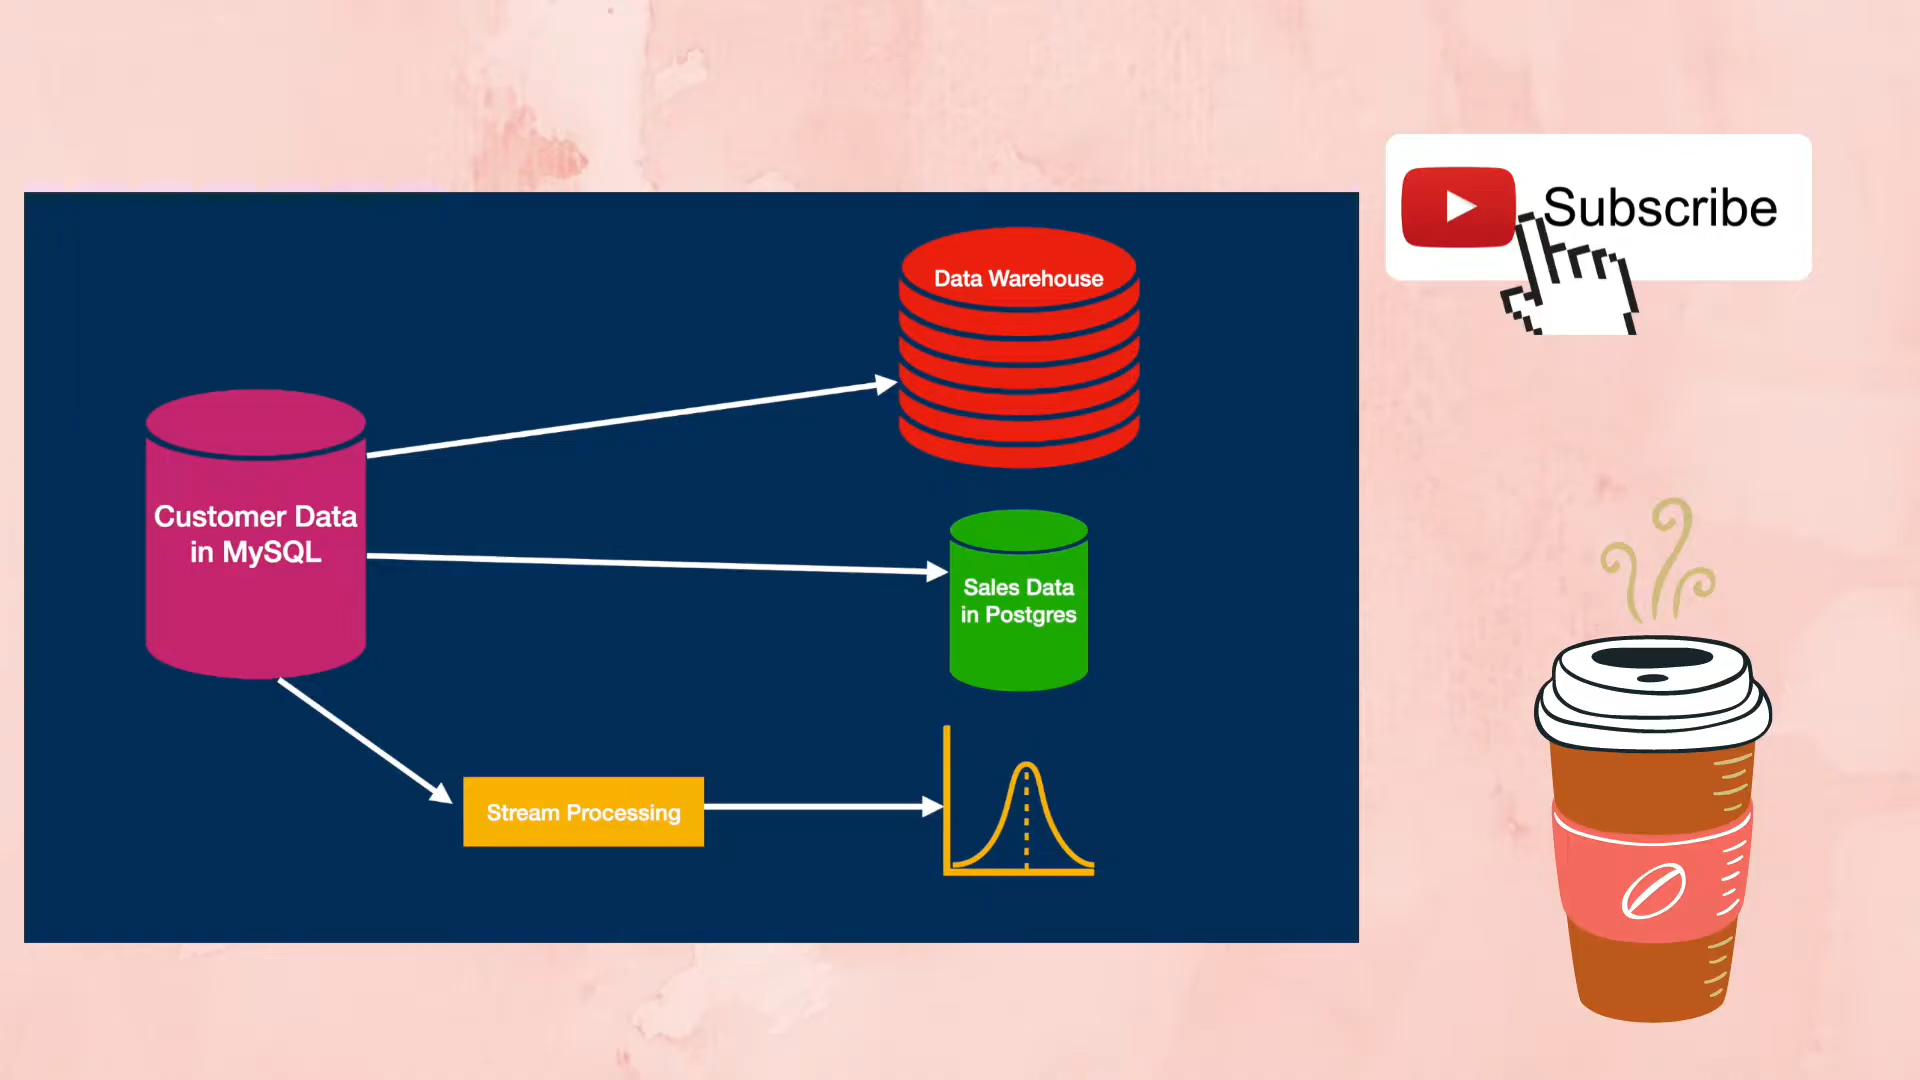 Data Warehouse
Subscribe
Customer Data
in MySQL
Sales Data
in Postgres
Stream Processing